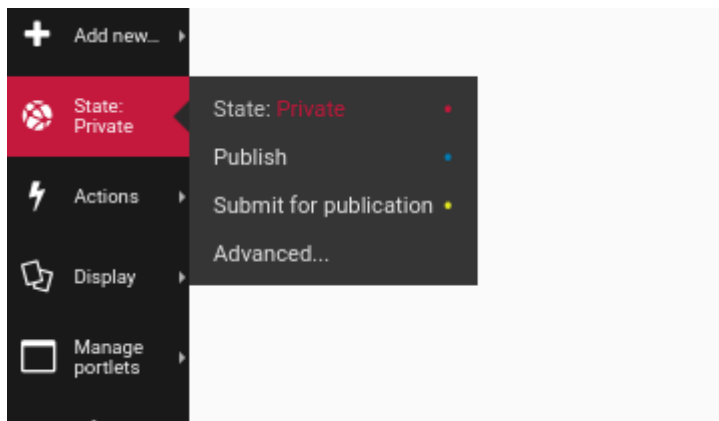 Add new...
State:
Private
Actions
Display
Manage
portlets
State: Private
Publish
Submit for publication
Advanced...